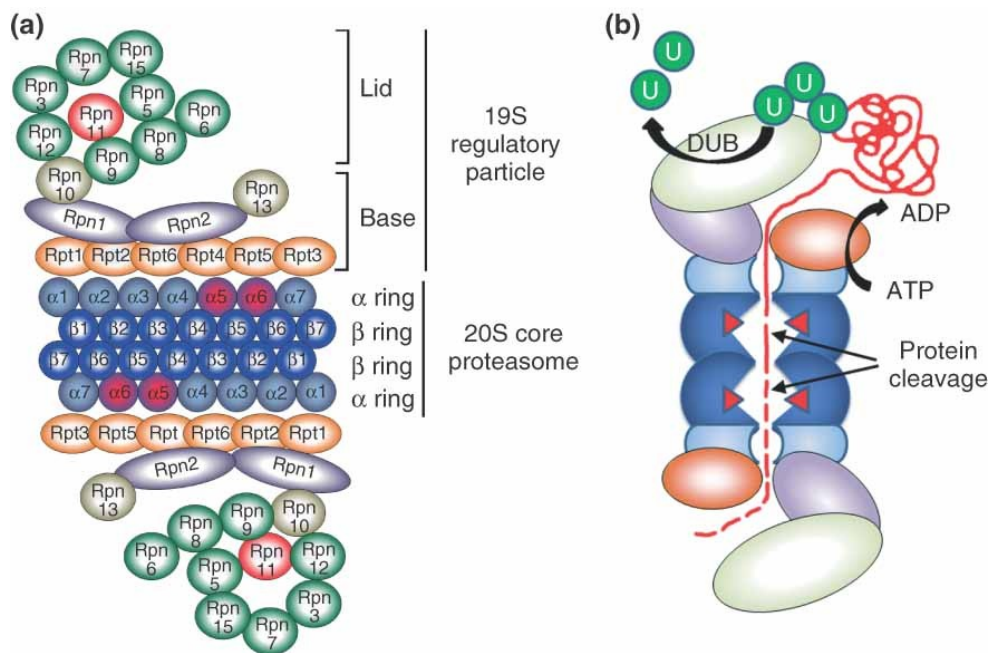 (a)
Rpn
7
Rpn
15
Rpn
3
Rpn
11
Rpn
5
Rpn
6
Rpn
12
Rpn
8
Rpn
9
Rpn
10
Rpn
13
Rpn1
Rpn2
Rpt1 Rpt2 Rpt6 Rpt4 Rpt5 Rpt3
α1 α2 α3 α4 α5 α6 α7
β1 β2 β3 β4 β5 β6 β7
β7 β6 β5 β4 β3 β2 β1
α7 α6 α5 α4 α3 α2 α1
Rpt3 Rpt5 Rpt Rpt6 Rpt2 Rpt1
Rpn2
Rpn1
Rpn
13
Rpn
10
Rpn
9
Rpn
8
Rpn
6
Rpn
11
Rpn
12
Rpn
5
Rpn
3
Rpn
15
Rpn
7
Lid
Base
19S
regulatory
particle
α ring
β ring
β ring
α ring
20S core
proteasome
(b)
U
U
U
U
U
DUB
ADP
ATP
Protein
cleavage